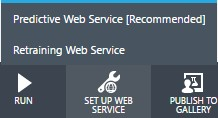 Predictive Web Service [Recommended]
Retraining Web Service
RUN
SET UP WEB
SERVICE
PUBLISH TO
GALLERY